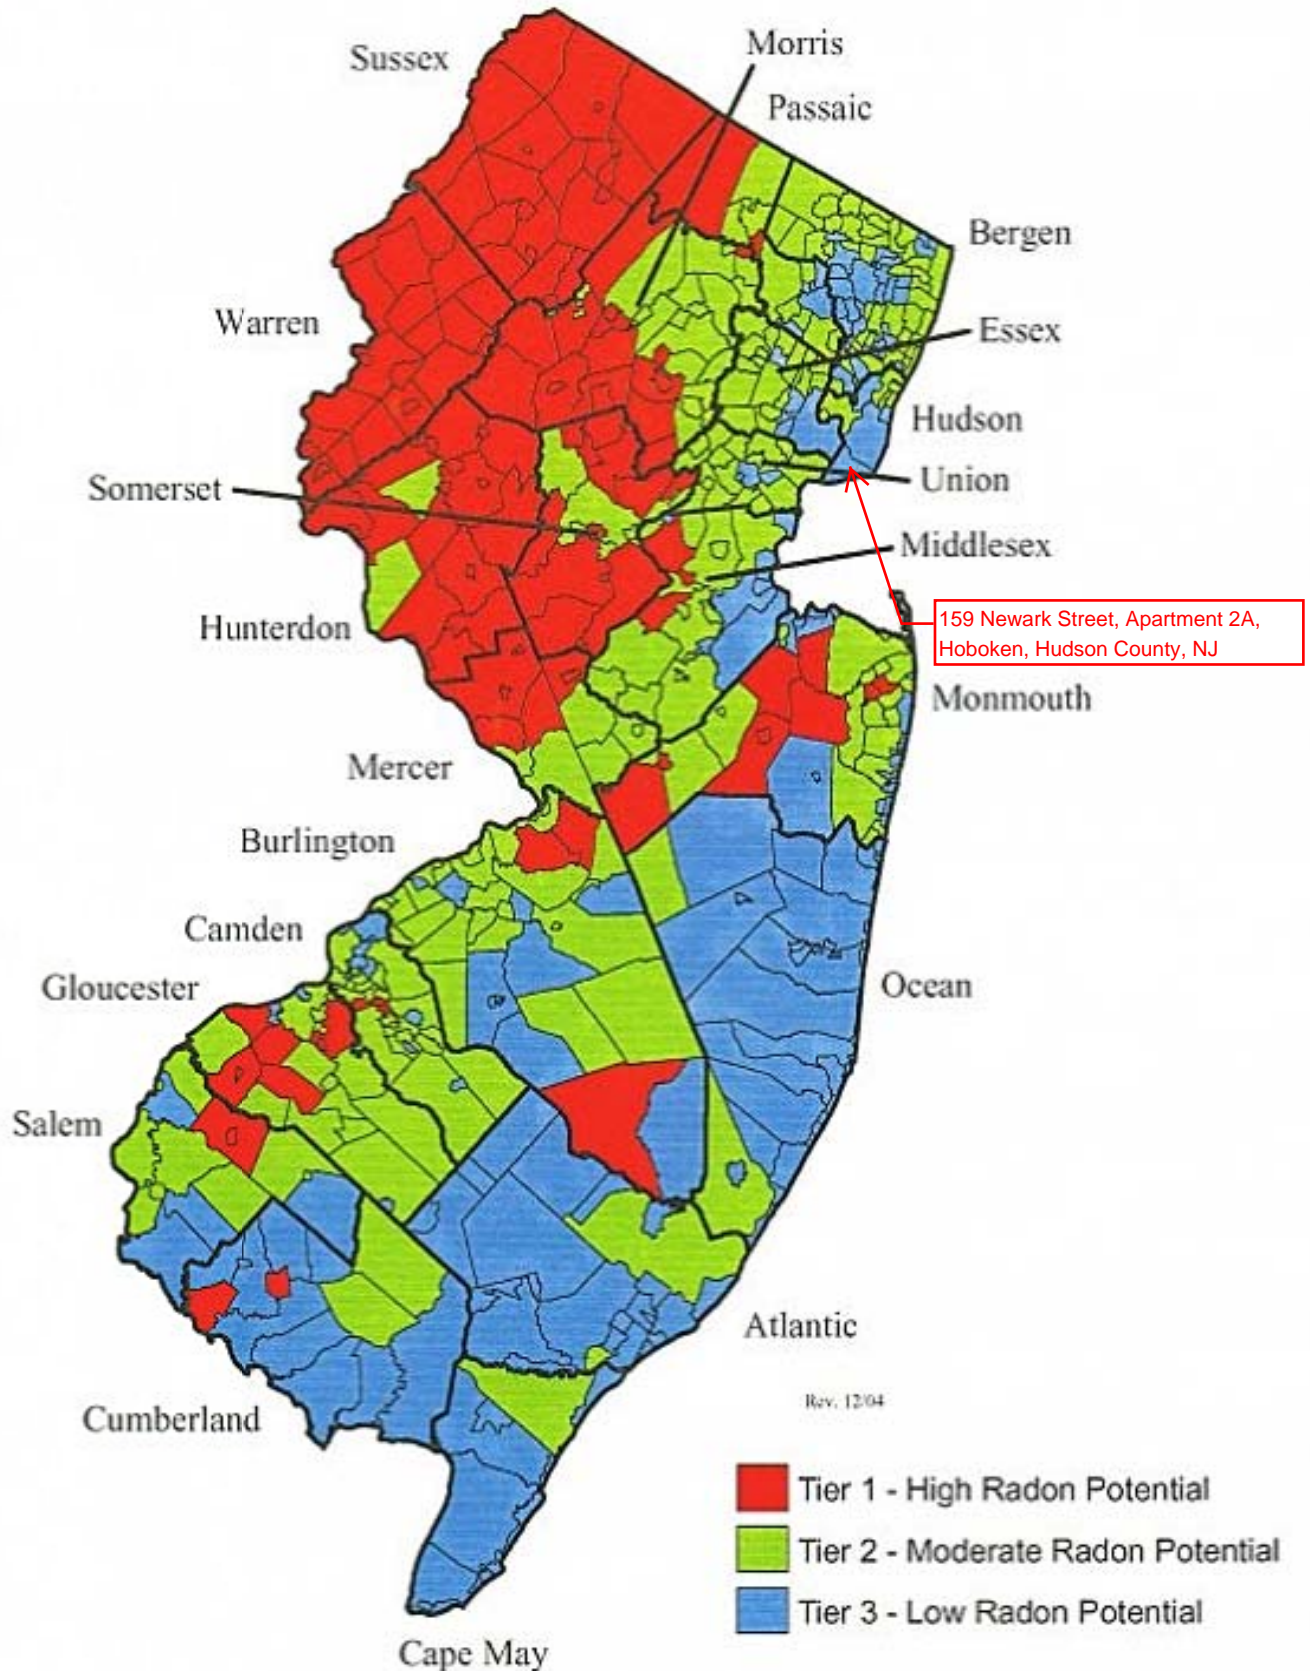 Morris
Sussex
Passaic
Bergen
Warren
Essex
Hudson
Somerset
Union
Middlesex
Hunterdon
159 Newark Street, Apartment 2A,
Hoboken, Hudson County, NJ
Monmouth
Mercer
Burlington
Camden
Gloucester
Ocean
Salem
Atlantic
Rev. 12/04
Cumberland
Tier 1 - High Radon Potential
Tier 2 - Moderate Radon Potential
Tier 3 - Low Radon Potential
Cape May